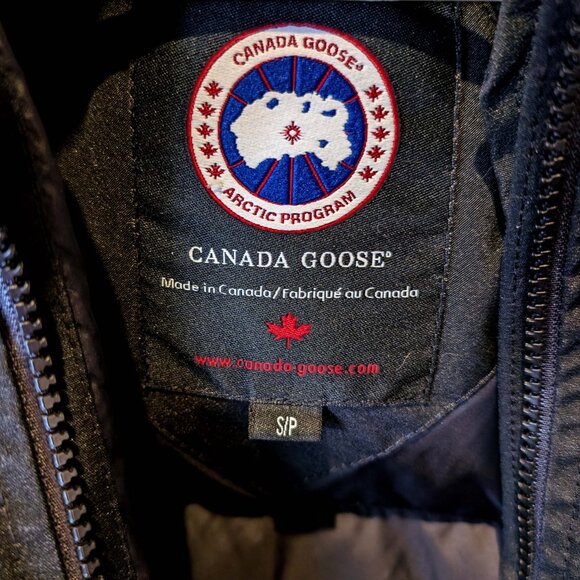 CANADA GOOSE®
ARCTIC PROGRAM
CANADA GOOSE®
Made in Canada/Fabriqué au Canada
www.canada-goose.com
S/P